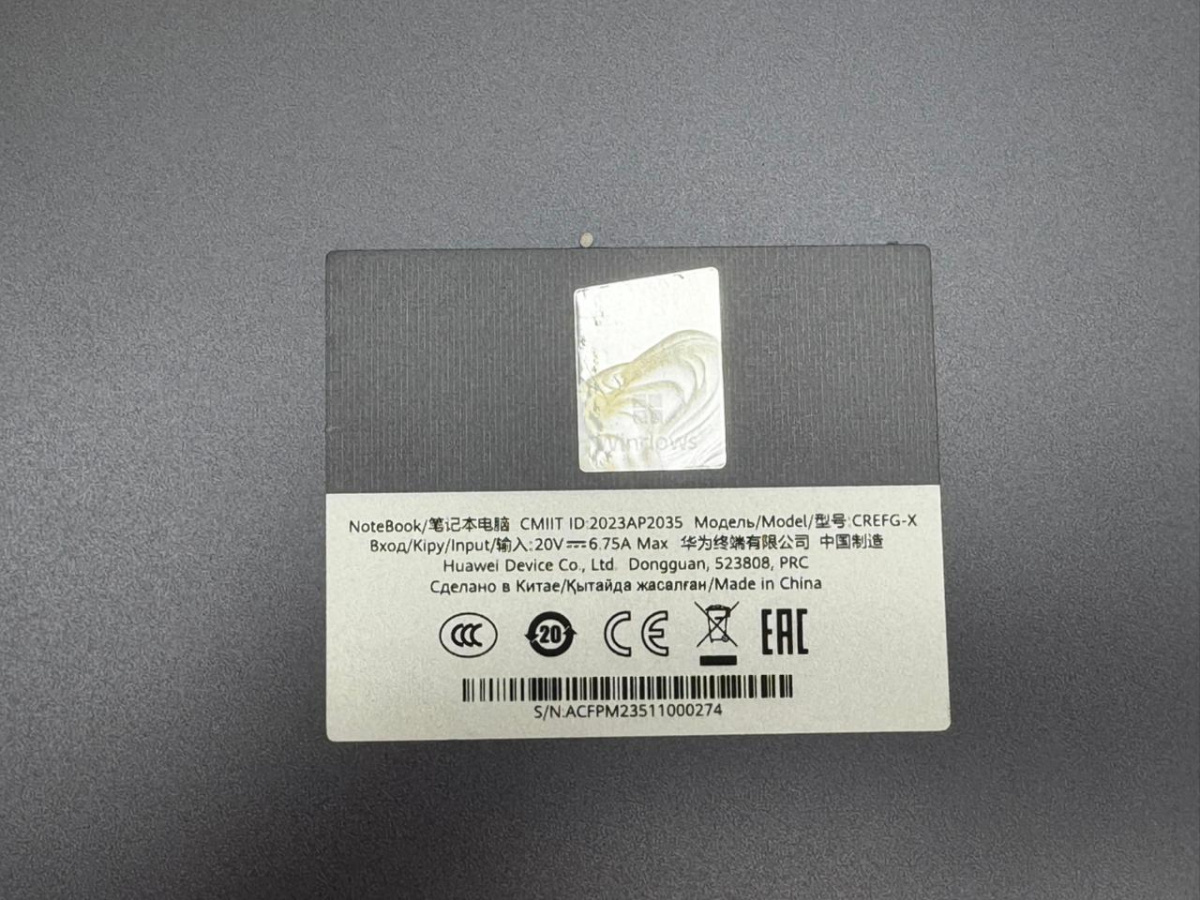 Windows
NoteBook/笔记本电脑 CMIIT ID:2023AP2035 Модель/Model/型号:CREFG-X
Вход/Кіру/Input/输入:20V⎓6.75A Max 华为终端有限公司 中国制造
Huawei Device Co., Ltd. Dongguan, 523808, PRC
Сделано в Китае/Қытайда жасалған/Made in China
CCC 20 CE EAC
S/N:ACFPM23511000274